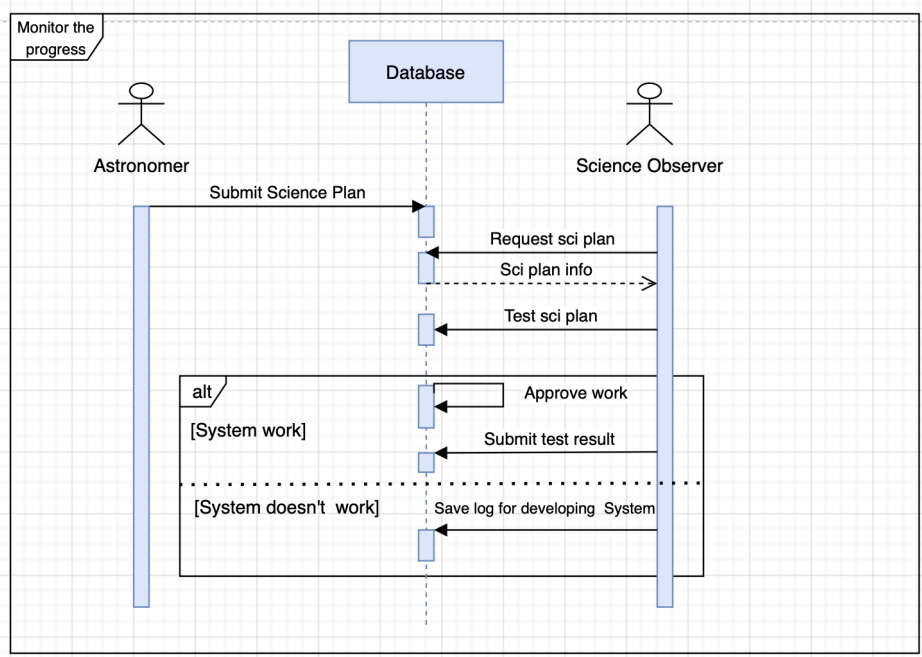 Monitor the
progress
Database
Astronomer
Science Observer
Submit Science Plan
Request sci plan
Sci plan info
Test sci plan
alt
Approve work
[System work]
Submit test result
[System doesn't  work]
Save log for developing  System